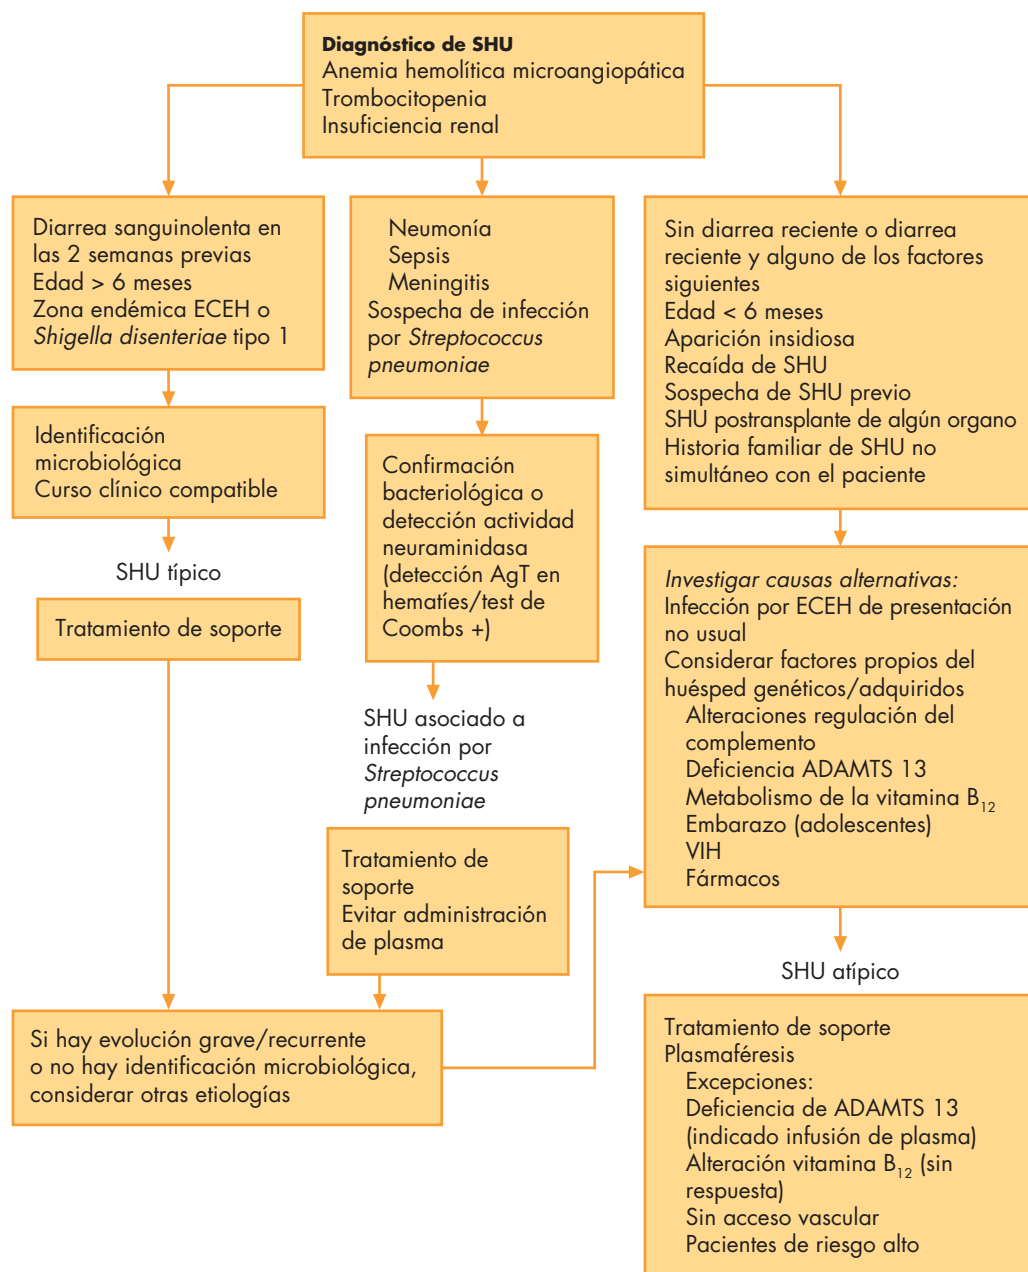 Diagnóstico de SHU
Anemia hemolítica microangiopática
Trombocitopenia
Insuficiencia renal
Diarrea sanguinolenta en
las 2 semanas previas
Edad > 6 meses
Zona endémica ECEH o
Shigella disenteriae tipo 1
Identificación
microbiológica
Curso clínico compatible
SHU típico
Tratamiento de soporte
Neumonía
Sepsis
Meningitis
Sospecha de infección
por Streptococcus
pneumoniae
Confirmación
bacteriológica o
detección actividad
neuraminidasa
(detección AgT en
hematíes/test de
Coombs +)
SHU asociado a
infección por
Streptococcus
pneumoniae
Tratamiento de
soporte
Evitar administración
de plasma
Si hay evolución grave/recurrente
o no hay identificación microbiológica,
considerar otras etiologías
Sin diarrea reciente o diarrea
reciente y alguno de los factores
siguientes
Edad < 6 meses
Aparición insidiosa
Recaída de SHU
Sospecha de SHU previo
SHU postransplante de algún organo
Historia familiar de SHU no
simultáneo con el paciente
Investigar causas alternativas:
Infección por ECEH de presentación
no usual
Considerar factores propios del
huésped genéticos/adquiridos
Alteraciones regulación del
complemento
Deficiencia ADAMTS 13
Metabolismo de la vitamina B₁₂
Embarazo (adolescentes)
VIH
Fármacos
SHU atípico
Tratamiento de soporte
Plasmaféresis
Excepciones:
Deficiencia de ADAMTS 13
(indicado infusión de plasma)
Alteración vitamina B₁₂ (sin
respuesta)
Sin acceso vascular
Pacientes de riesgo alto